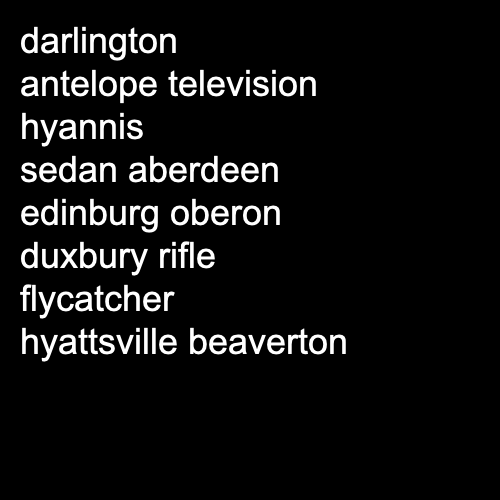 darlington
antelope television
hyannis
sedan aberdeen
edinburg oberon
duxbury rifle
flycatcher
hyattsville beaverton